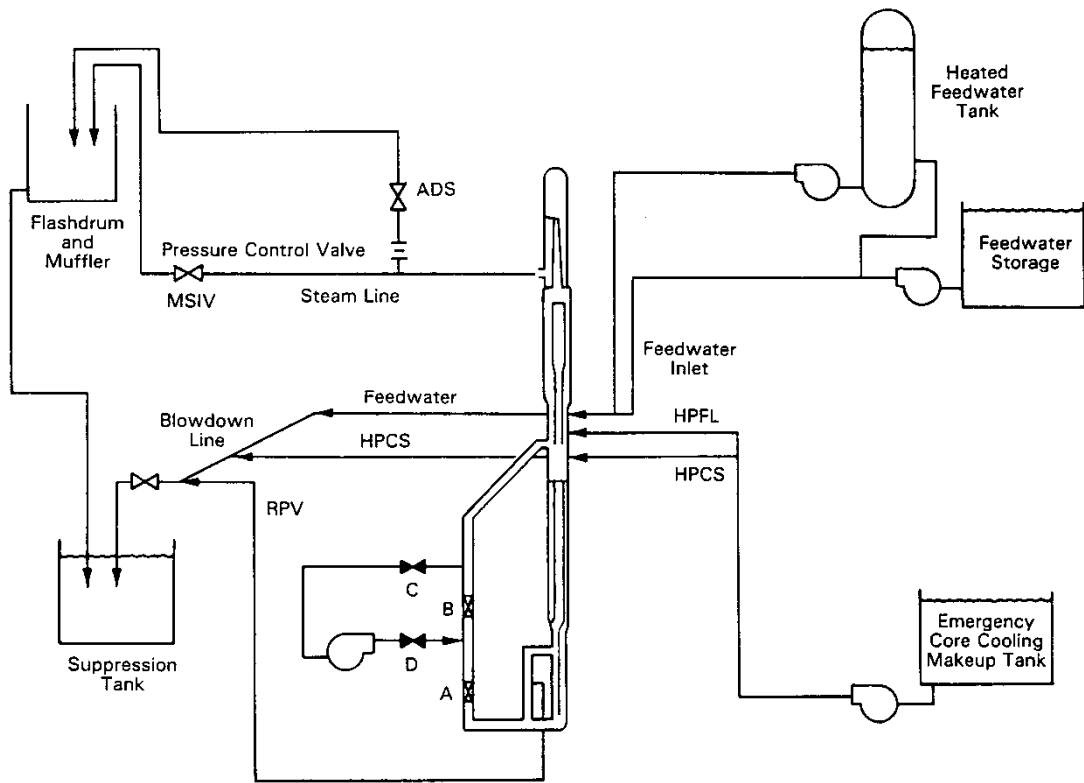 Heated
Feedwater
Tank
ADS
Flashdrum
and
Muffler
Pressure Control Valve
Feedwater
Storage
MSIV
Steam Line
Feedwater
Inlet
Feedwater
HPFL
Blowdown
Line
HPCS
HPCS
RPV
C
B
D
A
Suppression
Tank
Emergency
Core Cooling
Makeup Tank